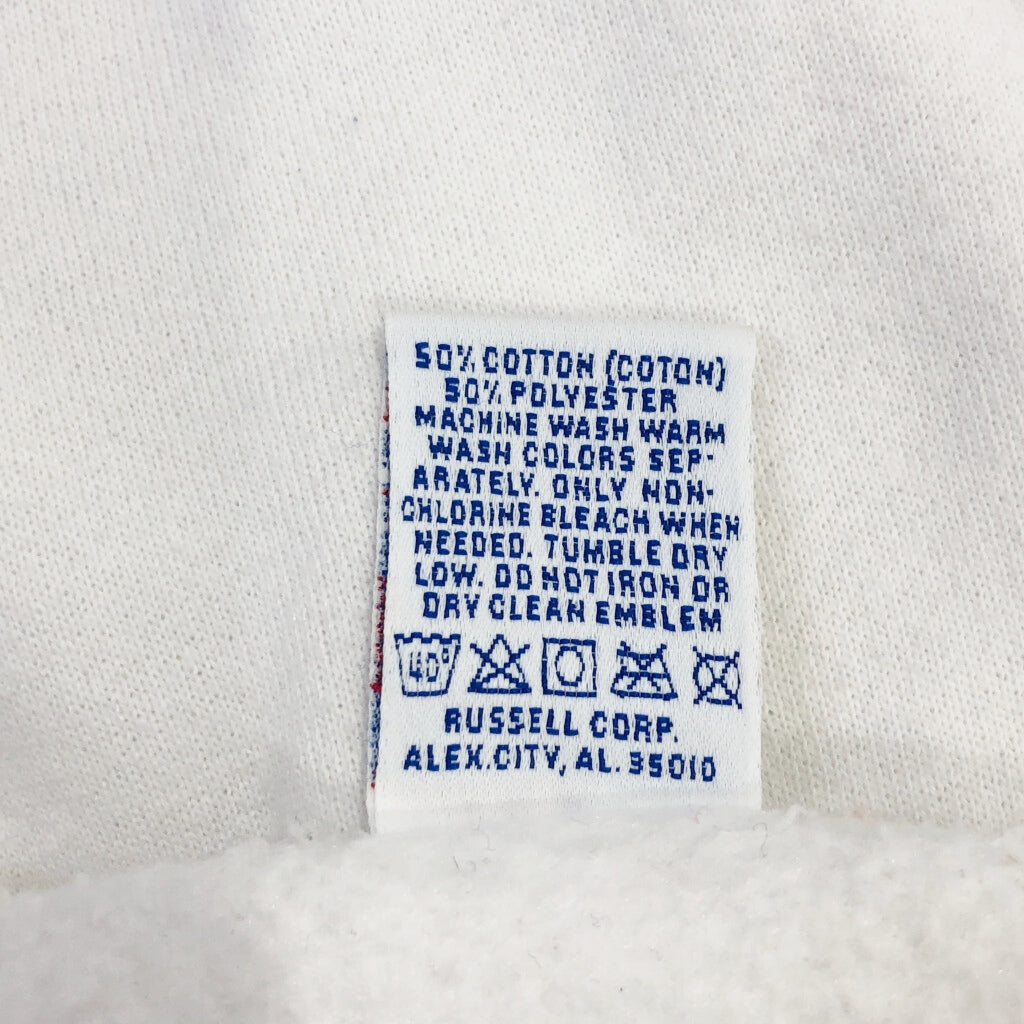 50% COTTON (COTON)
50% POLYESTER
MACHINE WASH WARM
WASH COLORS SEP-
ARATELY. ONLY NON-
CHLORINE BLEACH WHEN
NEEDED. TUMBLE DRY
LOW. DO NOT IRON OR
DRY CLEAN EMBLEM
40°
RUSSELL CORP.
ALEX.CITY, AL. 35010